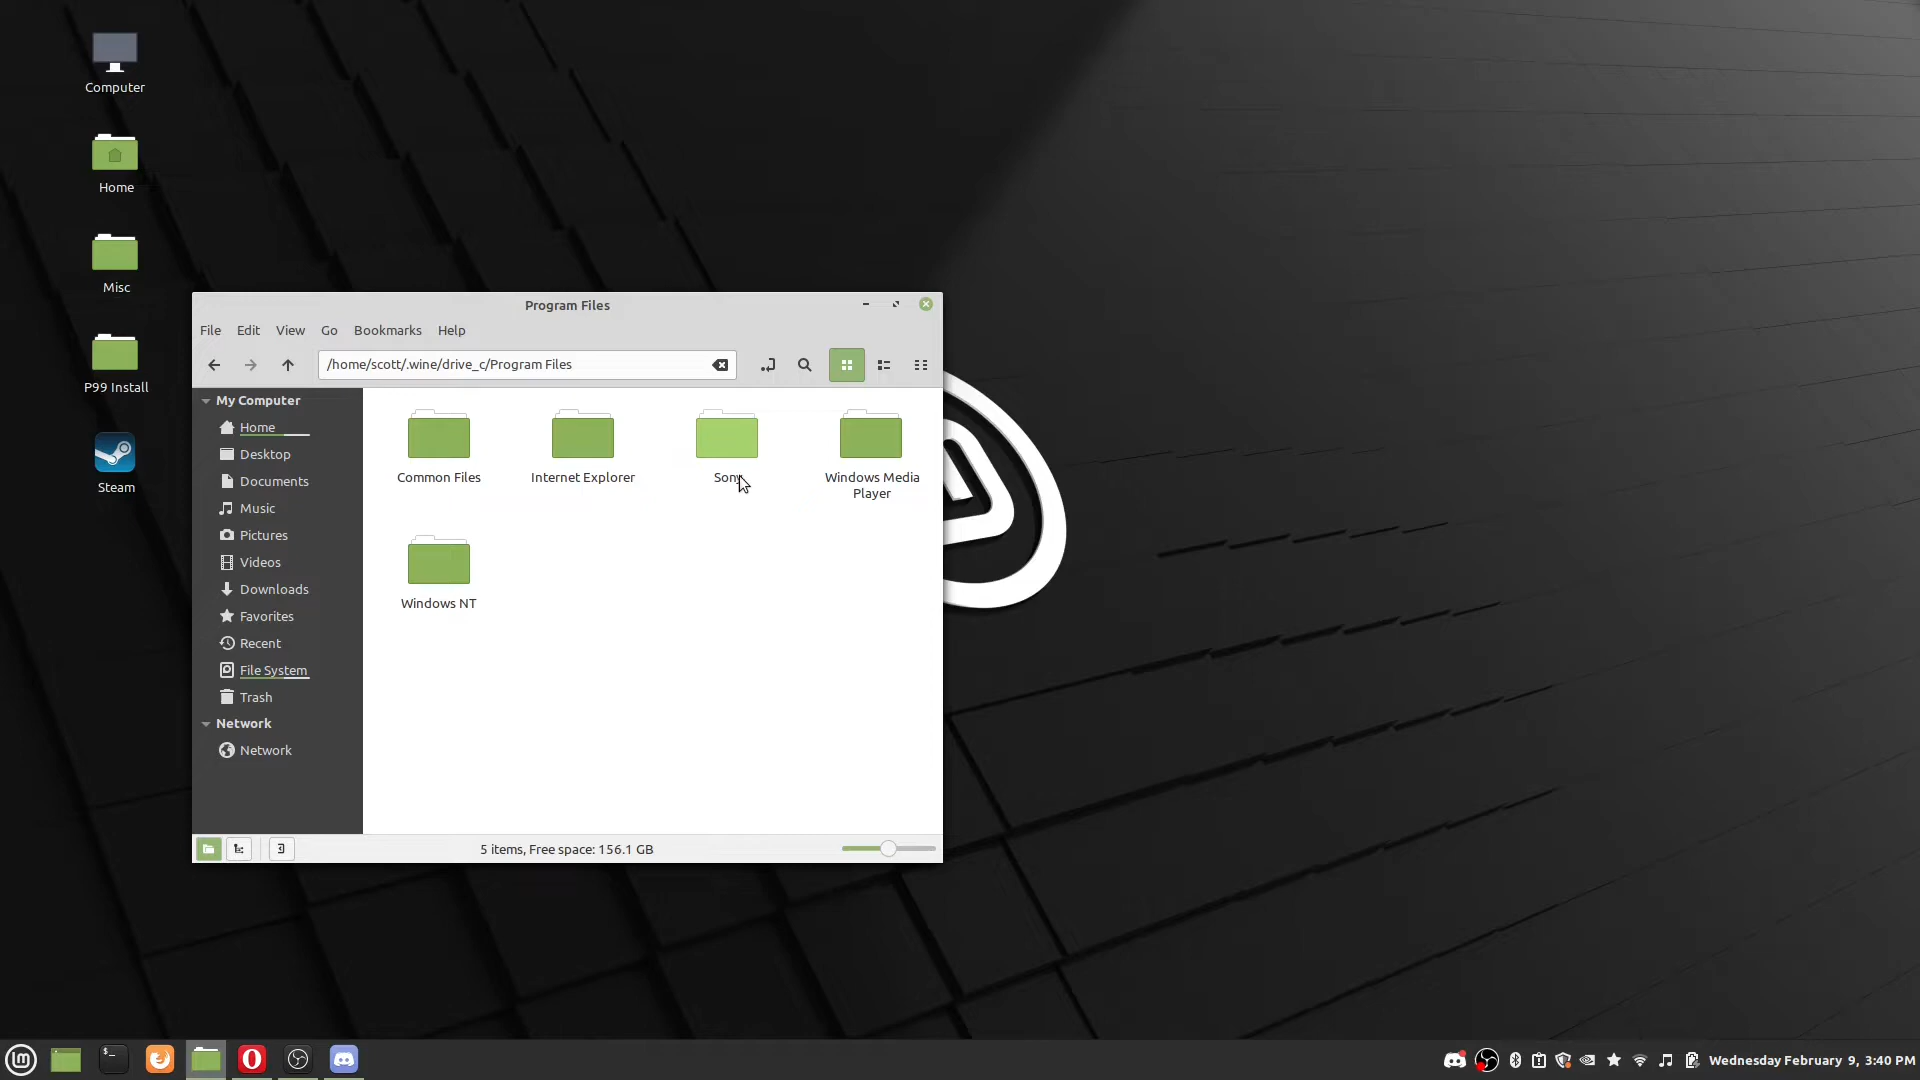 Computer
Home
Misc
P99 Install
Steam
Program Files
File Edit View Go Bookmarks Help
/home/scott/.wine/drive_c/Program Files
My Computer
Home
Desktop
Documents
Music
Pictures
Videos
Downloads
Favorites
Recent
File System
Trash
Network
Network
Common Files
Internet Explorer
Sony
Windows Media
Player
Windows NT
5 items, Free space: 156.1 GB
Wednesday February 9, 3:40 PM